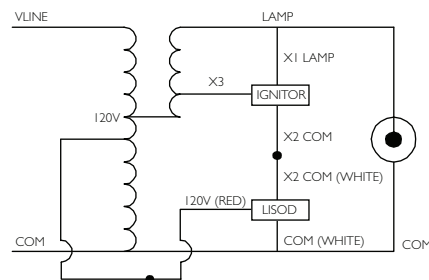 VLINE
LAMP
X1 LAMP
X3
IGNITOR
120V
X2 COM
X2 COM (WHITE)
120V (RED)
LISOD
COM
COM (WHITE)
COM